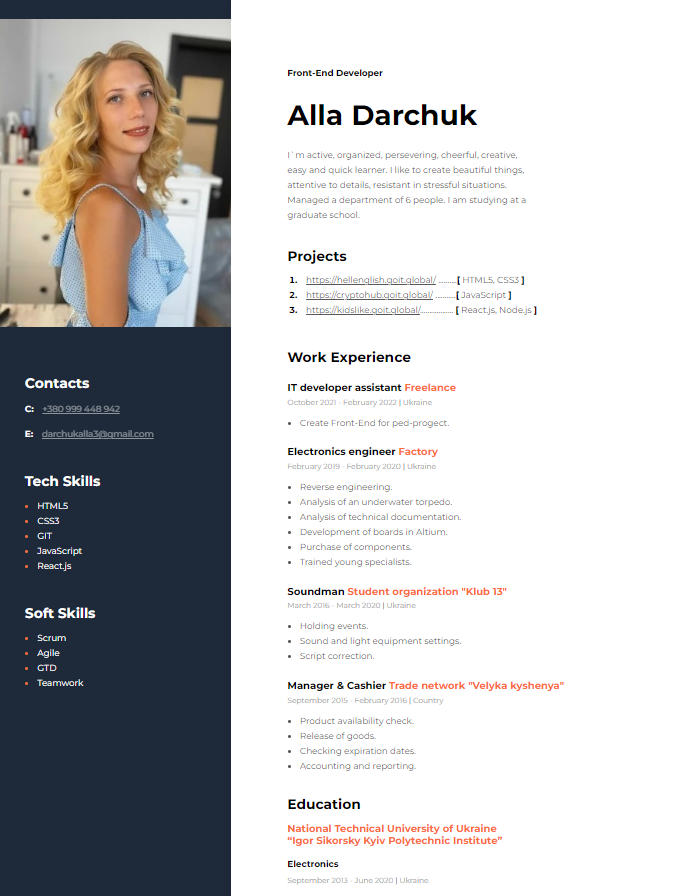 Front-End Developer
Alla Darchuk
I`m active, organized, persevering, cheerful, creative,
easy and quick learner. I like to create beautiful things,
attentive to details, resistant in stressful situations.
Managed a department of 6 people. I am studying at a
graduate school.
Projects
1. https://hellenglish.goit.global/ ........[ HTML5, CSS3 ]
2. https://cryptohub.goit.global/ .........[ JavaScript ]
3. https://kidslike.goit.global/............... [ React.js, Node.js ]
Work Experience
IT developer assistant Freelance
October 2021 - February 2022 | Ukraine
• Create Front-End for ped-project.
Electronics engineer Factory
February 2019 - February 2020 | Ukraine
• Reverse engineering.
• Analysis of an underwater torpedo.
• Analysis of technical documentation.
• Development of boards in Altium.
• Purchase of components.
• Trained young specialists.
Soundman Student organization "Klub 13"
March 2016 - March 2020 | Ukraine
• Holding events.
• Sound and light equipment settings.
• Script correction.
Manager & Cashier Trade network "Velyka kyshenya"
September 2015 - February 2016 | Country
• Product availability check.
• Release of goods.
• Checking expiration dates.
• Accounting and reporting.
Education
National Technical University of Ukraine
“Igor Sikorsky Kyiv Polytechnic Institute”
Electronics
September 2013 - June 2020 | Ukraine
Contacts
C: +380 999 448 942
E: darchukalla3@gmail.com
Tech Skills
• HTML5
• CSS3
• GIT
• JavaScript
• React.js
Soft Skills
• Scrum
• Agile
• GTD
• Teamwork